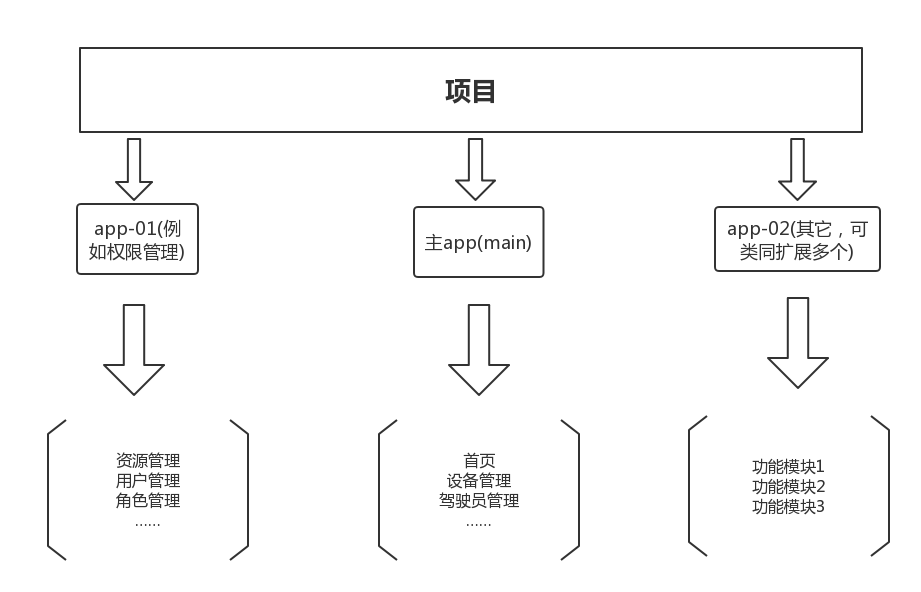 项目
app-01(例
如权限管理)
主app(main)
app-02(其它，可
类同扩展多个)
资源管理
用户管理
角色管理
……
首页
设备管理
驾驶员管理
……
功能模块1
功能模块2
功能模块3